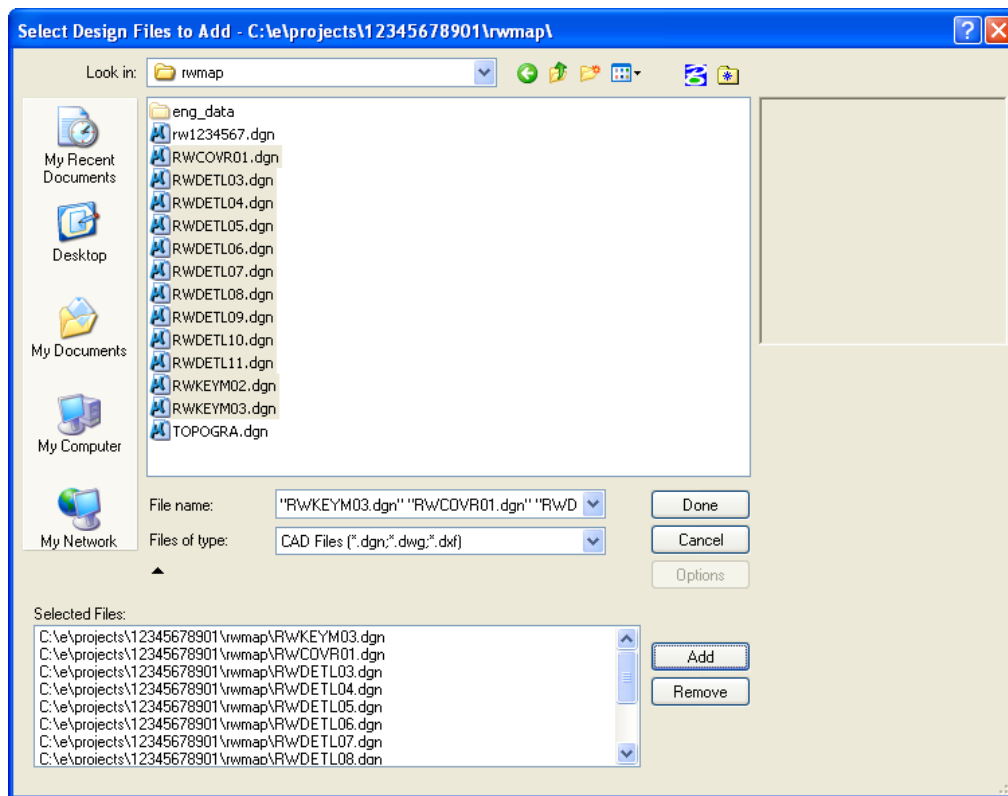 Select Design Files to Add - C:\e\projects\12345678901\rwmap\
Look in: rwmap
My Recent Documents
Desktop
My Documents
My Computer
My Network
eng_data
rw1234567.dgn
RWCOVR01.dgn
RWDETL03.dgn
RWDETL04.dgn
RWDETL05.dgn
RWDETL06.dgn
RWDETL07.dgn
RWDETL08.dgn
RWDETL09.dgn
RWDETL10.dgn
RWDETL11.dgn
RWKEYM02.dgn
RWKEYM03.dgn
TOPOGRA.dgn
File name: "RWKEYM03.dgn" "RWCOVR01.dgn" "RWD
Done
Files of type: CAD Files (*.dgn;*.dwg;*.dxf)
Cancel
Options
Selected Files:
C:\e\projects\12345678901\rwmap\RWKEYM03.dgn
C:\e\projects\12345678901\rwmap\RWCOVR01.dgn
C:\e\projects\12345678901\rwmap\RWDETL03.dgn
C:\e\projects\12345678901\rwmap\RWDETL04.dgn
C:\e\projects\12345678901\rwmap\RWDETL05.dgn
C:\e\projects\12345678901\rwmap\RWDETL06.dgn
C:\e\projects\12345678901\rwmap\RWDETL07.dgn
C:\e\projects\12345678901\rwmap\RWDETL08.dgn
Add
Remove